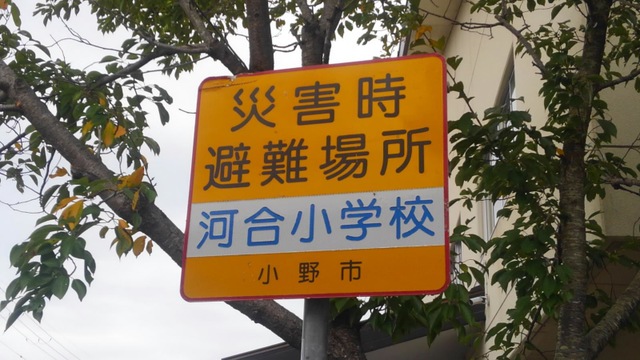 災害時
避難場所
河合小学校
小野市